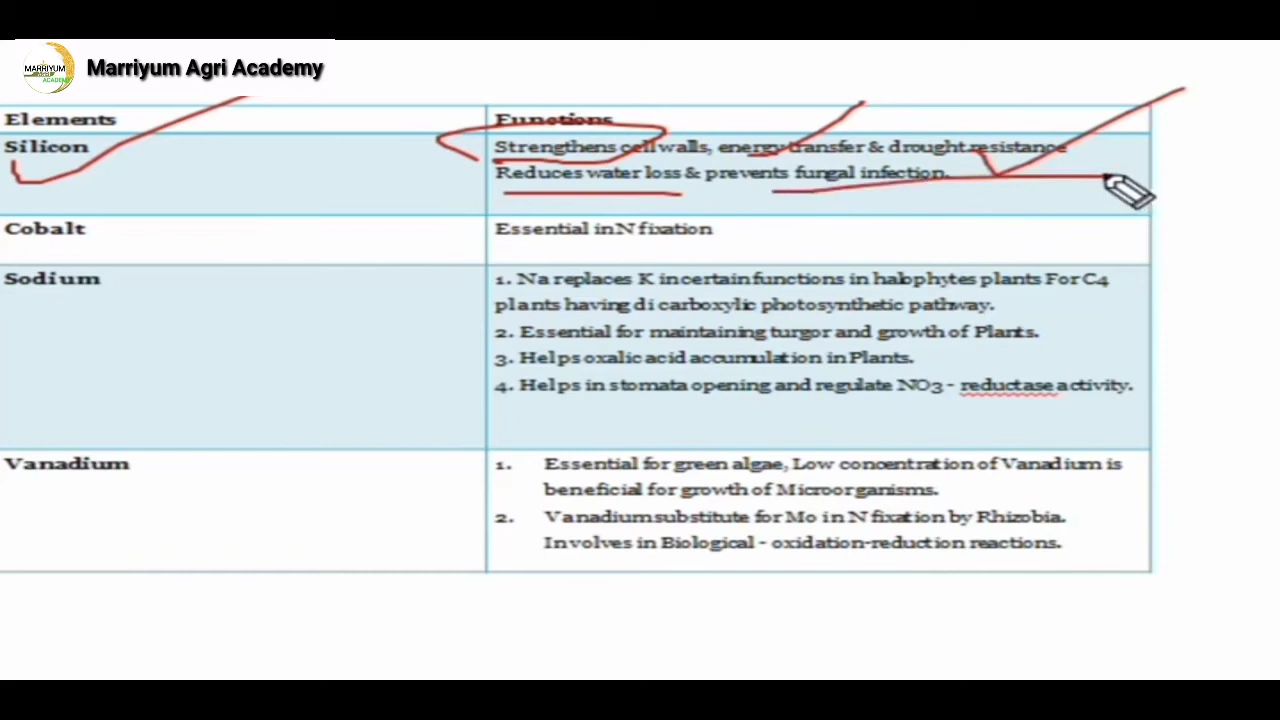 MARRIYUM
ACADEMY
Marriyum Agri Academy
Elements
Functions
Silicon
Strengthens cell walls, energy transfer & drought resistance
Reduces water loss & prevents fungal infection.
Cobalt
Essential in N fixation
Sodium
1. Na replaces K in certain functions in halophytes plants For C4
plants having di carboxylic photosynthetic pathway.
2. Essential for maintaining turgor and growth of Plants.
3. Helps oxalic acid accumulation in Plants.
4. Helps in stomata opening and regulate NO3 - reductase activity.
Vanadium
1. Essential for green algae, Low concentration of Vanadium is
beneficial for growth of Microorganisms.
2. Vanadium substitute for Mo in N fixation by Rhizobia.
Involves in Biological - oxidation-reduction reactions.